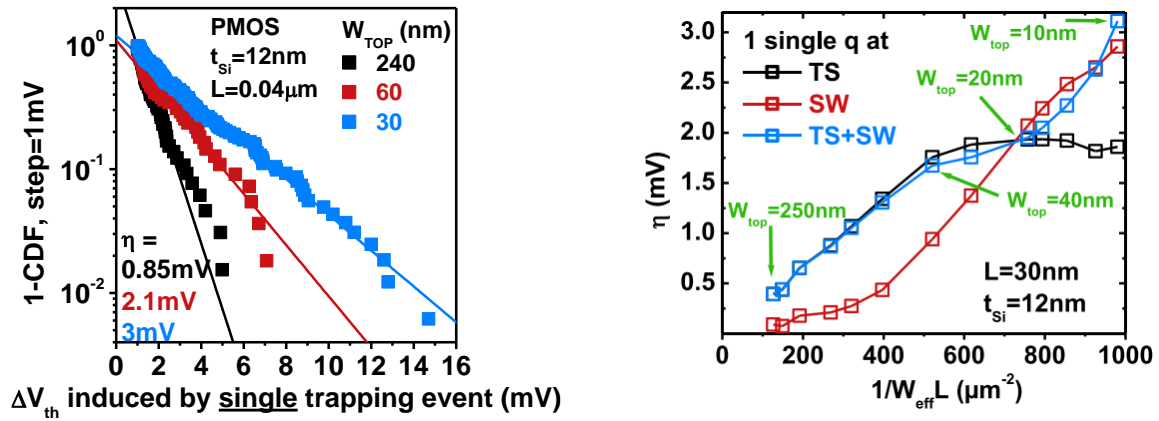 1-CDF, step=1mV
10⁰
10⁻¹
10⁻²
PMOS
t_Si=12nm
L=0.04µm
W_TOP (nm)
240
60
30
η =
0.85mV
2.1mV
3mV
0 2 4 6 8 10 12 14 16
ΔV_th induced by single trapping event (mV)
η (mV)
3.0
2.5
2.0
1.5
1.0
0.5
1 single q at
TS
SW
TS+SW
W_top=10nm
W_top=20nm
W_top=250nm
W_top=40nm
L=30nm
t_Si=12nm
0 200 400 600 800 1000
1/W_effL (µm⁻²)